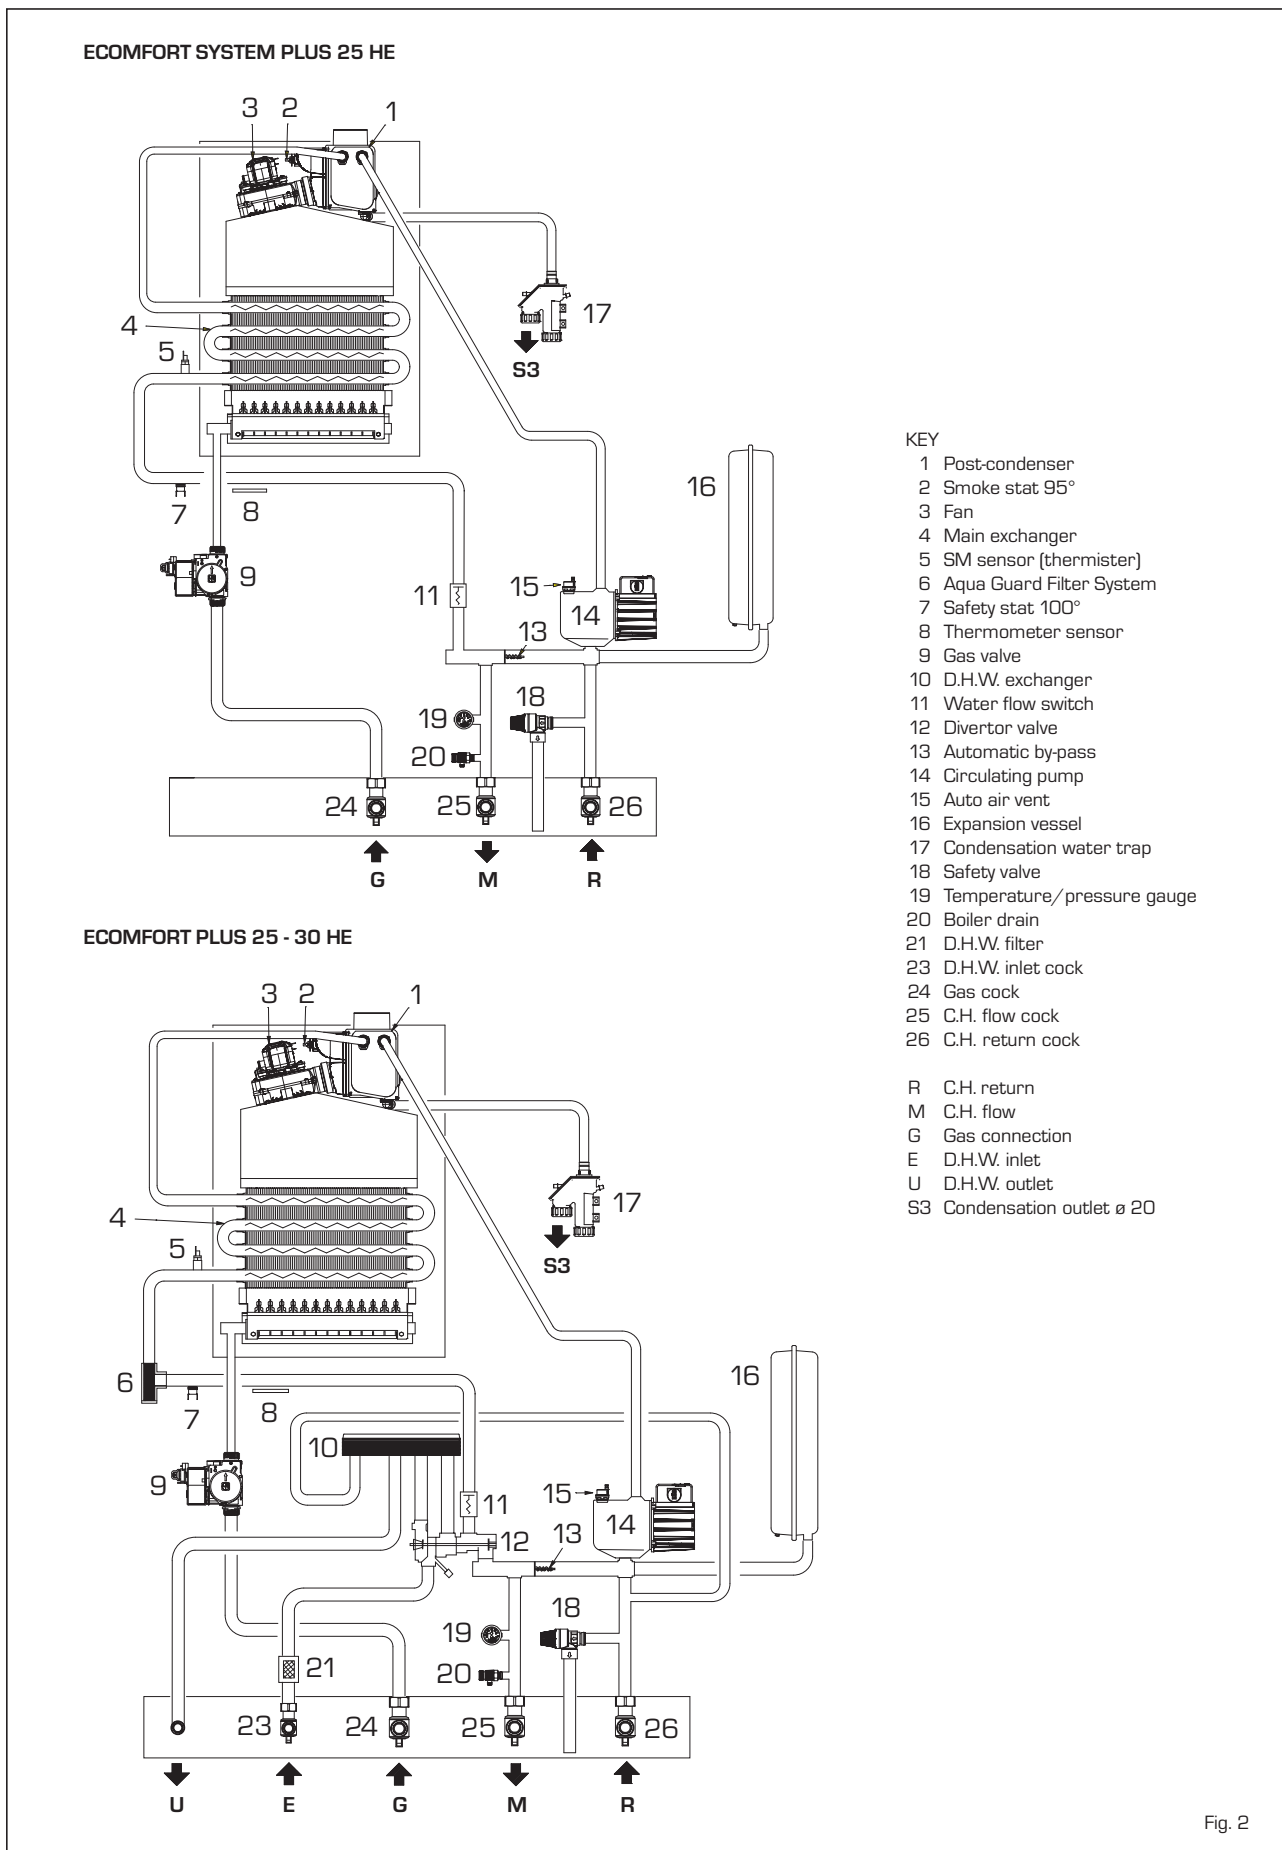 ECOMFORT SYSTEM PLUS 25 HE
3 2 1
17
4
5
S3
16
7 8
9
15
11
14
13
18
19
20
24 25 26
G M R
ECOMFORT PLUS 25 - 30 HE
3 2 1
17
4
5
S3
16
6
7 8
10
9
11
15
14
12
13
18
19
21
20
23 24 25 26
U E G M R
KEY
1 Post-condenser
2 Smoke stat 95°
3 Fan
4 Main exchanger
5 SM sensor (thermister)
6 Aqua Guard Filter System
7 Safety stat 100°
8 Thermometer sensor
9 Gas valve
10 D.H.W. exchanger
11 Water flow switch
12 Divertor valve
13 Automatic by-pass
14 Circulating pump
15 Auto air vent
16 Expansion vessel
17 Condensation water trap
18 Safety valve
19 Temperature/pressure gauge
20 Boiler drain
21 D.H.W. filter
23 D.H.W. inlet cock
24 Gas cock
25 C.H. flow cock
26 C.H. return cock
R C.H. return
M C.H. flow
G Gas connection
E D.H.W. inlet
U D.H.W. outlet
S3 Condensation outlet ø 20
Fig. 2